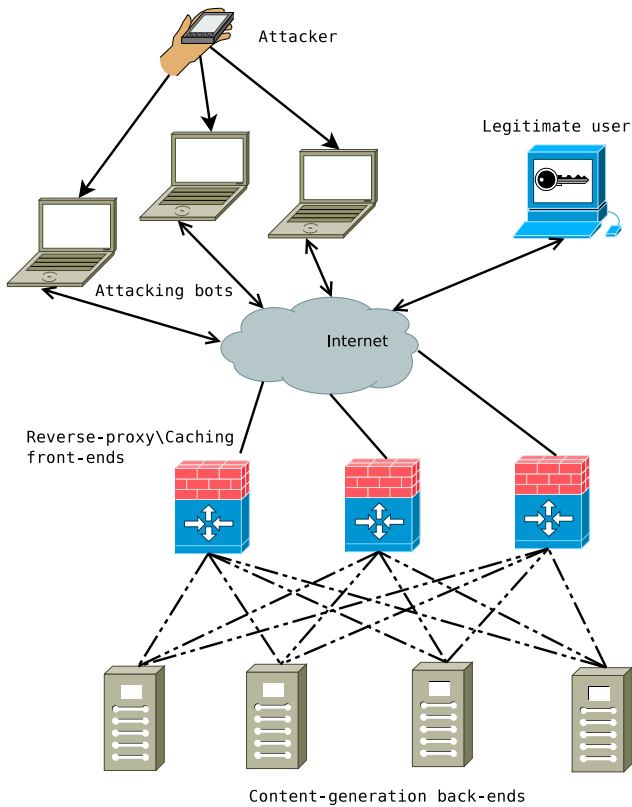 Attacker
Legitimate user
Attacking bots
Internet
Reverse-proxy\Caching
front-ends
Content-generation back-ends